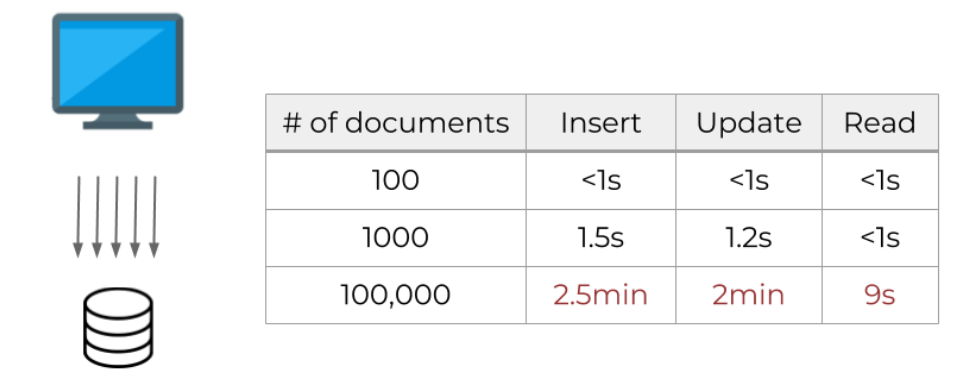 # of documents Insert Update Read
100 <1s <1s <1s
1000 1.5s 1.2s <1s
100,000 2.5min 2min 9s